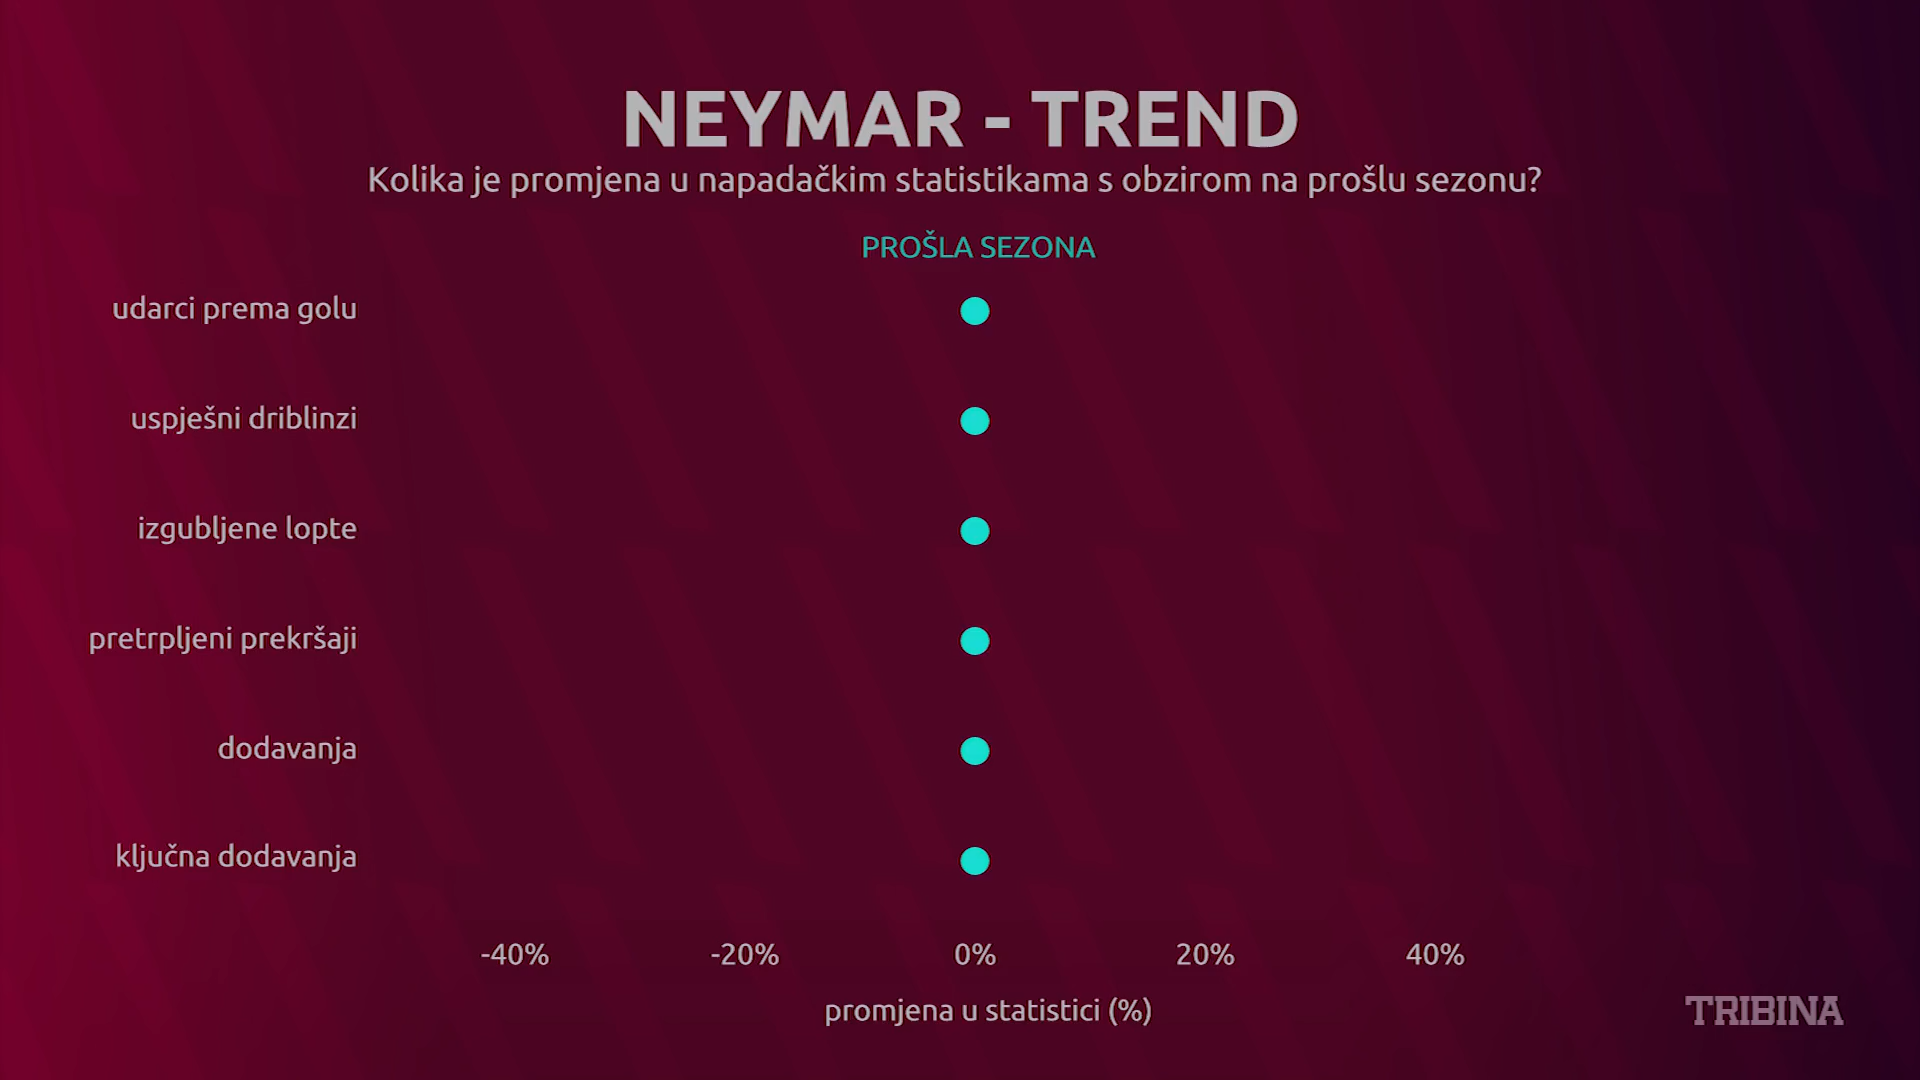 NEYMAR - TREND
Kolika je promjena u napadačkim statistikama s obzirom na prošlu sezonu?
PROŠLA SEZONA
udarci prema golu
uspješni driblinzi
izgubljene lopte
pretrpljeni prekršaji
dodavanja
ključna dodavanja
-40% -20% 0% 20% 40%
promjena u statistici (%)
TRIBINA